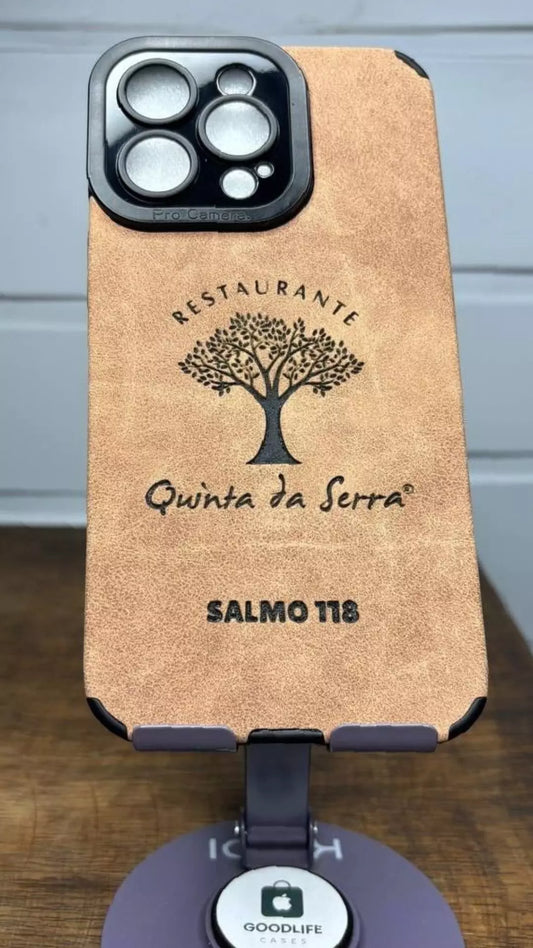 Pro Camera
RESTAURANTE
Quinta da Serra®
SALMO 118
GOODLIFE
CASES